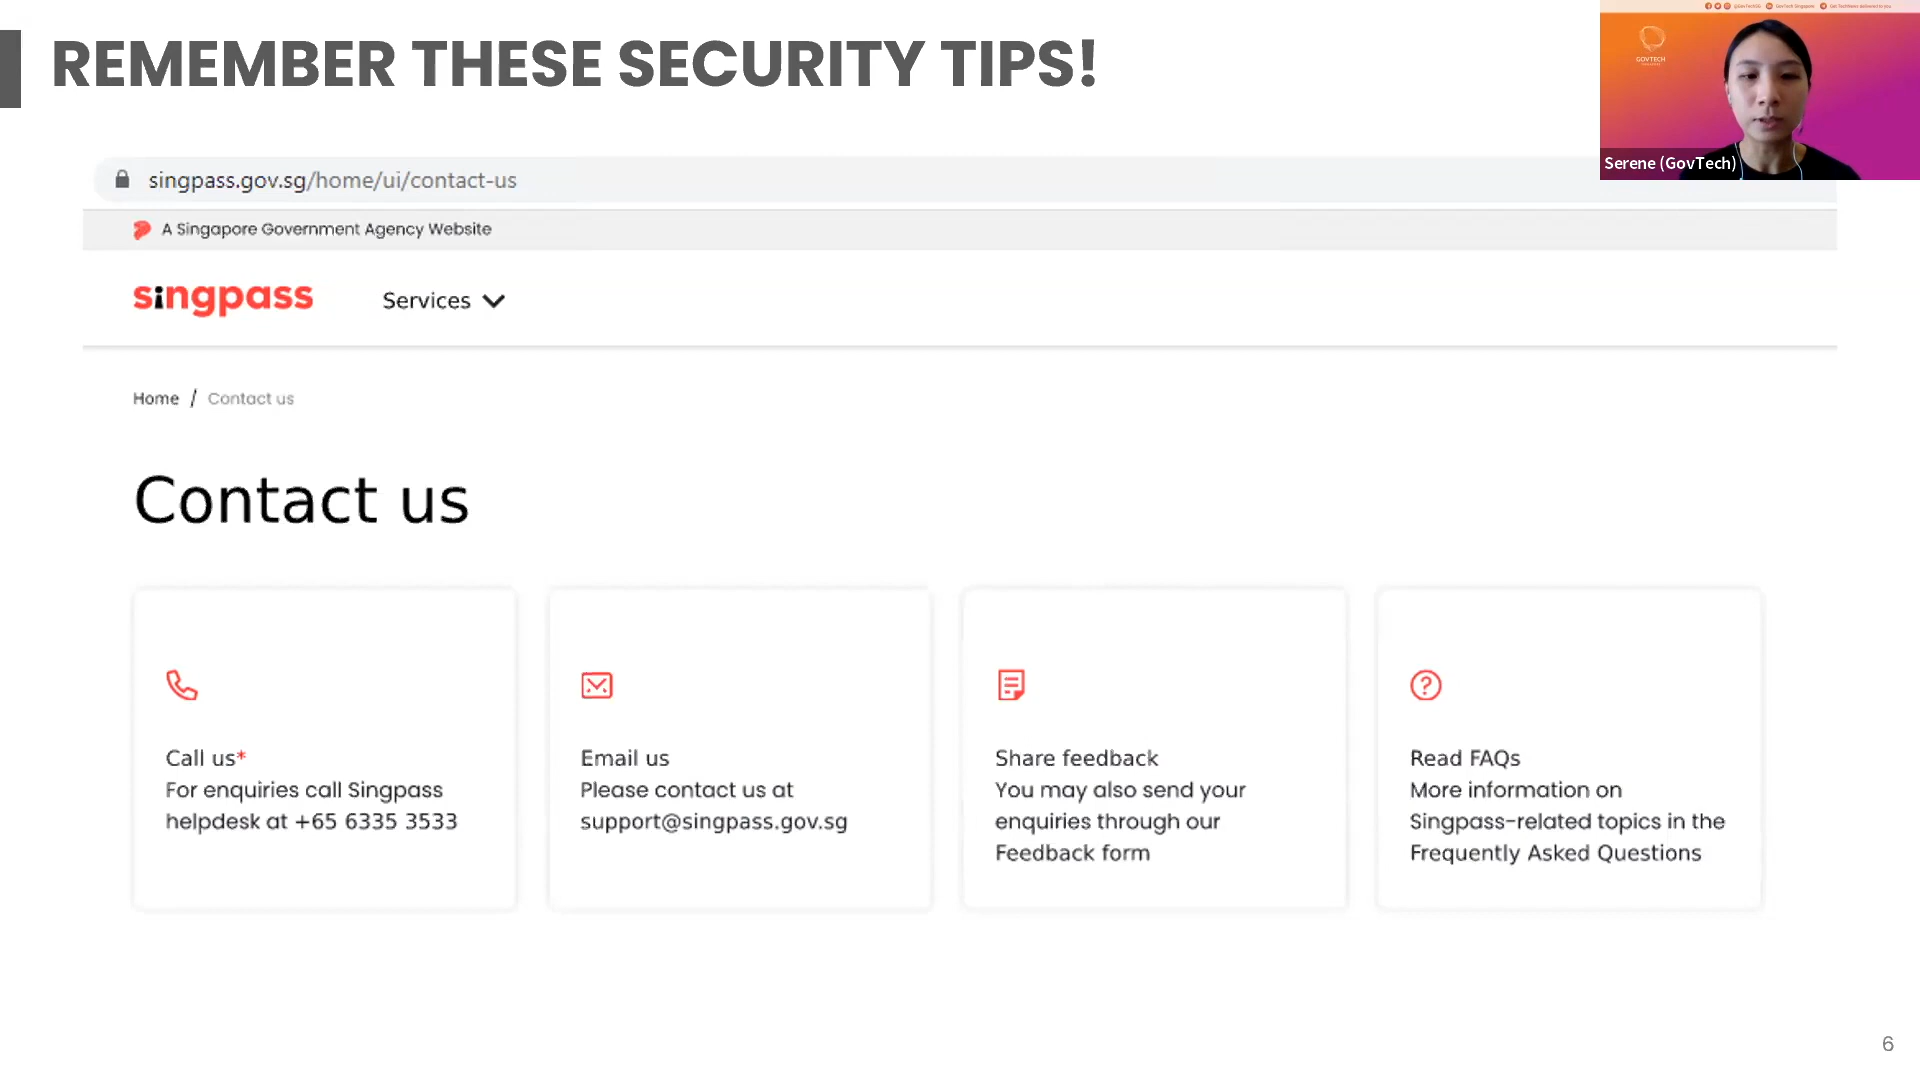 REMEMBER THESE SECURITY TIPS!
GOVTECH
Serene (GovTech)
singpass.gov.sg/home/ui/contact-us
A Singapore Government Agency Website
singpass
Services
Home / Contact us
Contact us
Call us*
For enquiries call Singpass
helpdesk at +65 6335 3533
Email us
Please contact us at
support@singpass.gov.sg
Share feedback
You may also send your
enquiries through our
Feedback form
Read FAQs
More information on
Singpass-related topics in the
Frequently Asked Questions
6